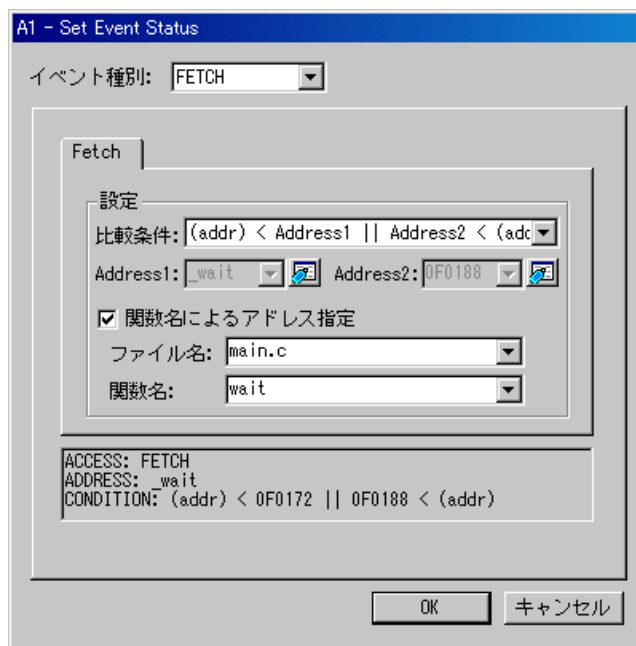 A1 - Set Event Status
イベント種別: FETCH
Fetch
設定
比較条件: (addr) < Address1 || Address2 < (adc
Address1: _wait Address2: 0F0188
関数名によるアドレス指定
ファイル名: main.c
関数名: wait
ACCESS: FETCH
ADDRESS: _wait
CONDITION: (addr) < 0F0172 || 0F0188 < (addr)
OK キャンセル